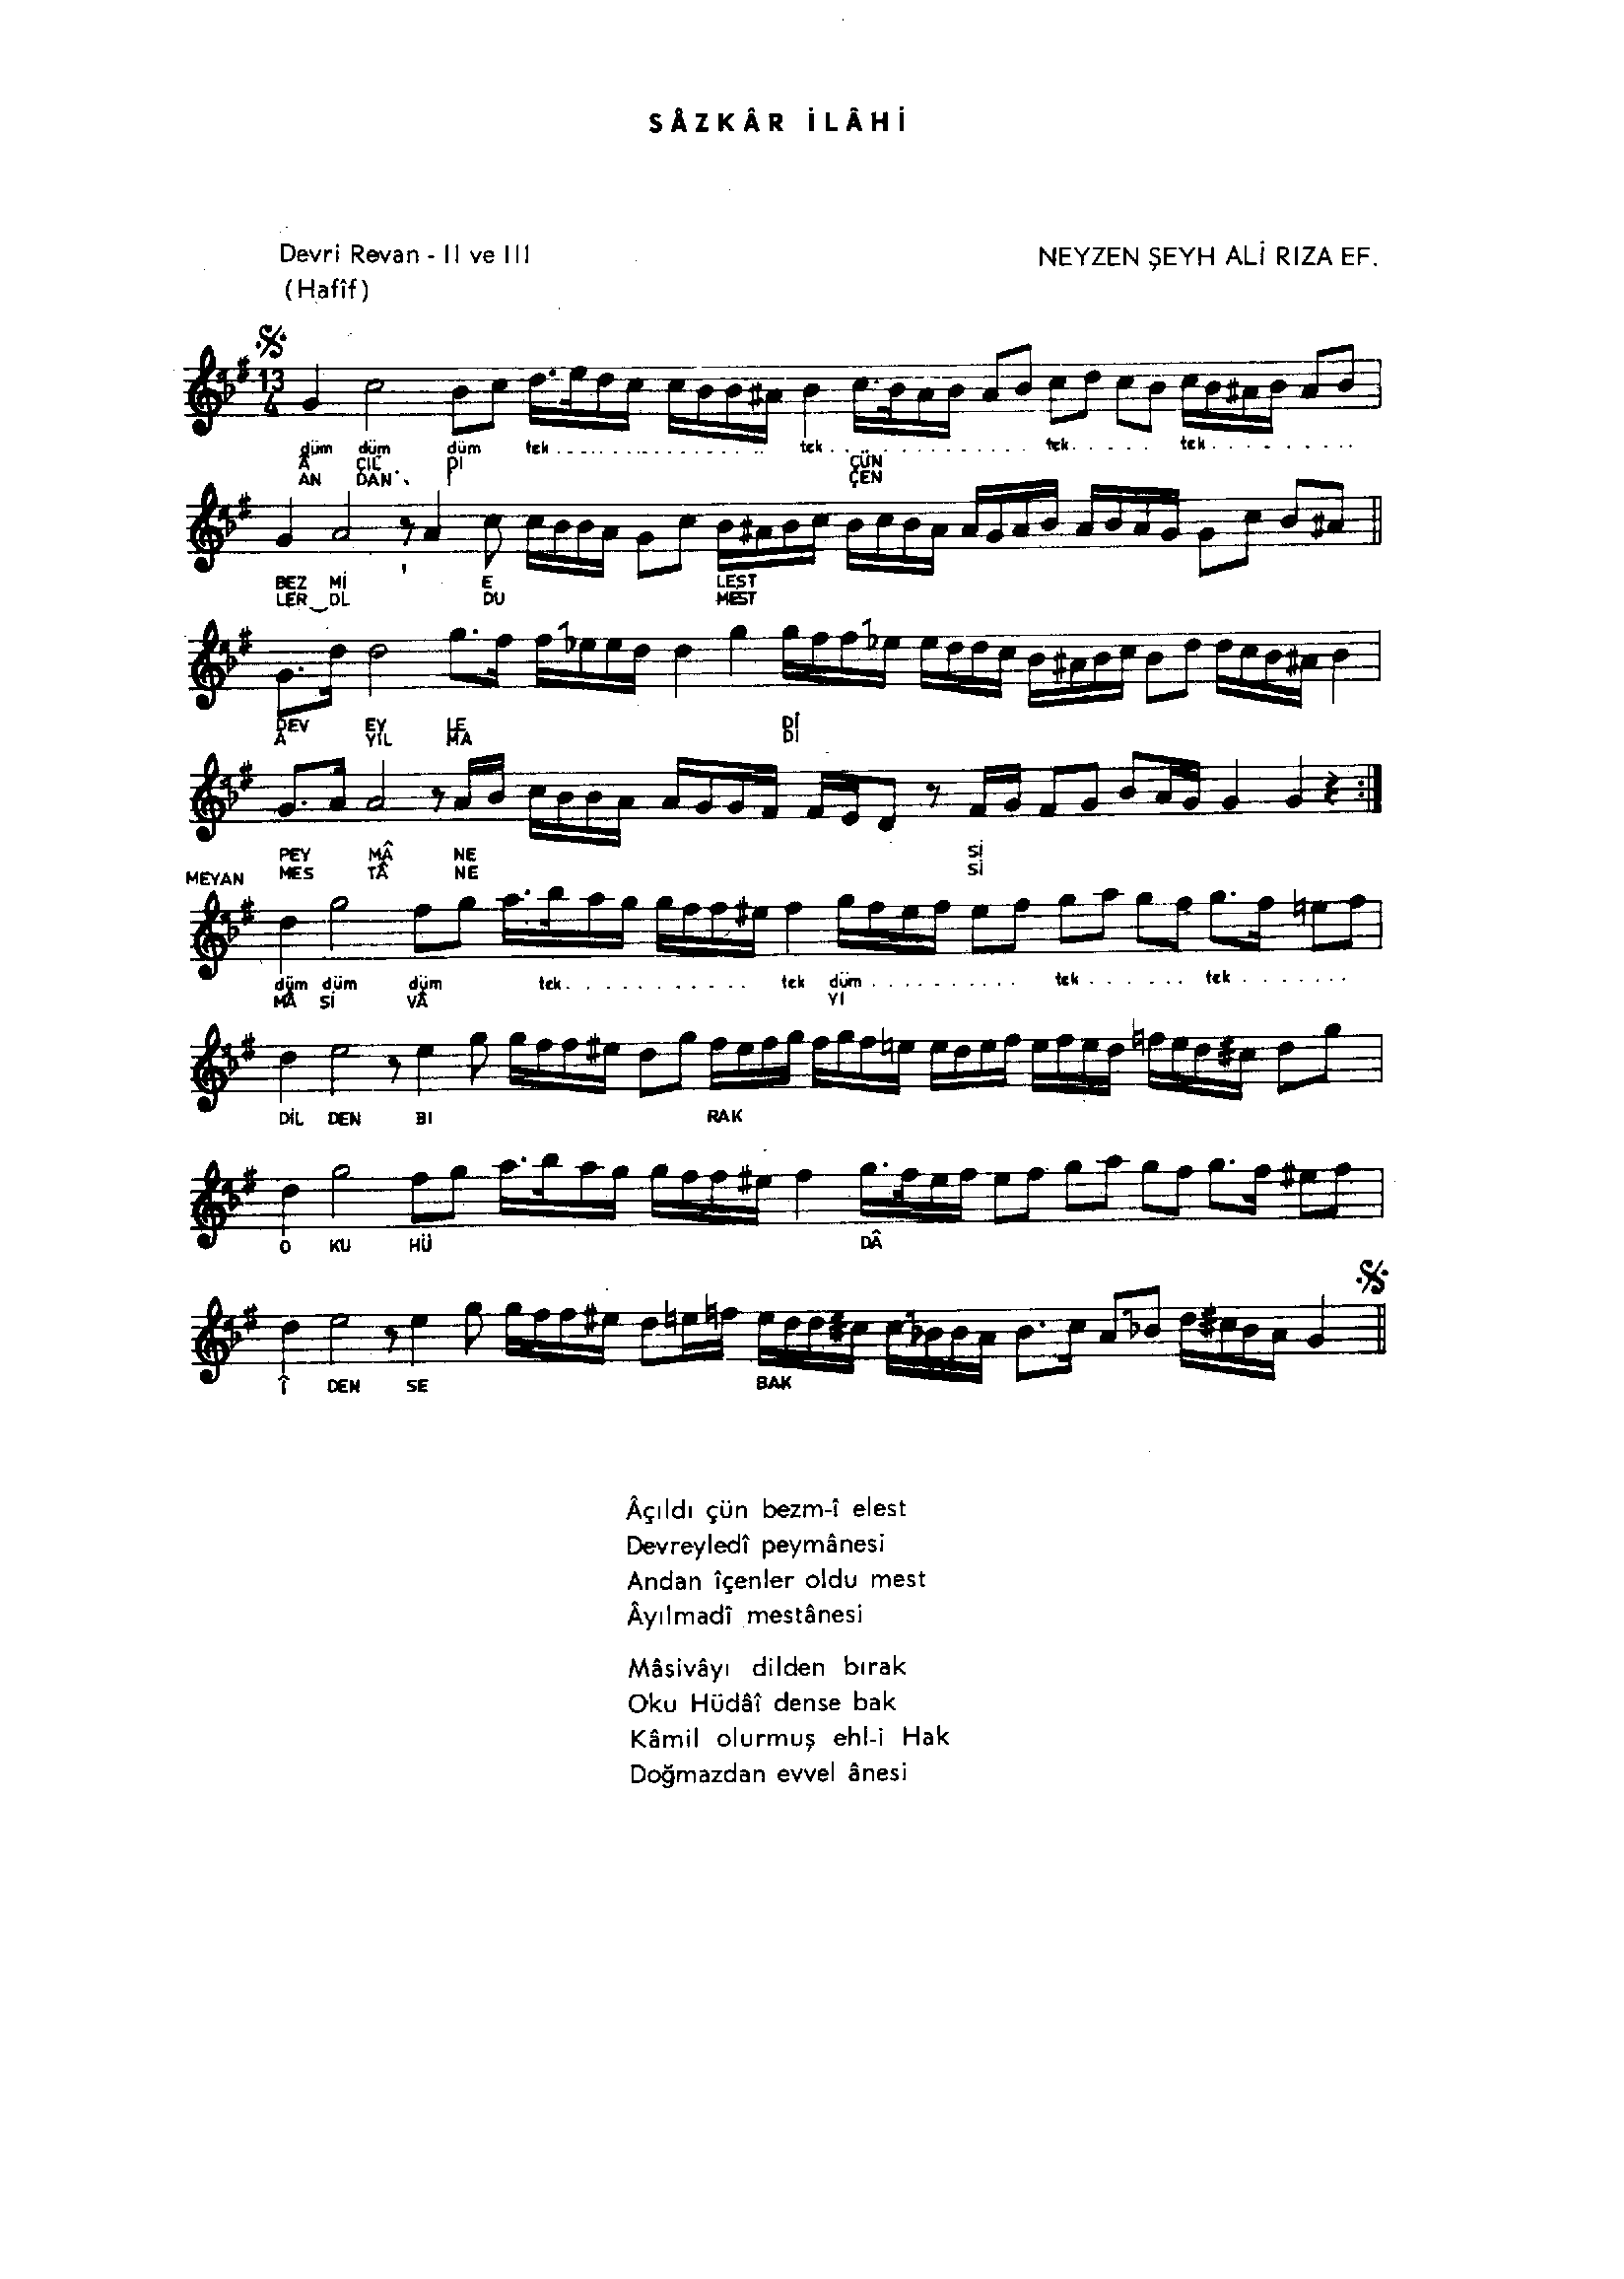 SÂZKÂR İLÂHİ
Devri Revan - II ve III
NEYZEN ŞEYH ALİ RIZA EF.
(Hafîf)
13
4
düm düm düm tek tek tek tek
Â ÇIL DI ÇÜN
AN DAN İ ÇEN
BEZ Mİ E LEST
LER OL DU MEST
DEV EY LE DÎ
A YIL MA DI
PEY MÂ NE Sİ
MES TÂ NE Sİ
MEYAN
düm düm düm tek tek düm tek tek
MÂ Sİ VÂ YI
DİL DEN BI RAK
O KU HÜ DÂ
Î DEN SE BAK
Âçıldı çün bezm-î elest
Devreyledî peymânesi
Andan îçenler oldu mest
Âyılmadî mestânesi
Mâsivâyı dilden bırak
Oku Hüdâî dense bak
Kâmil olurmuş ehl-i Hak
Doğmazdan evvel ânesi